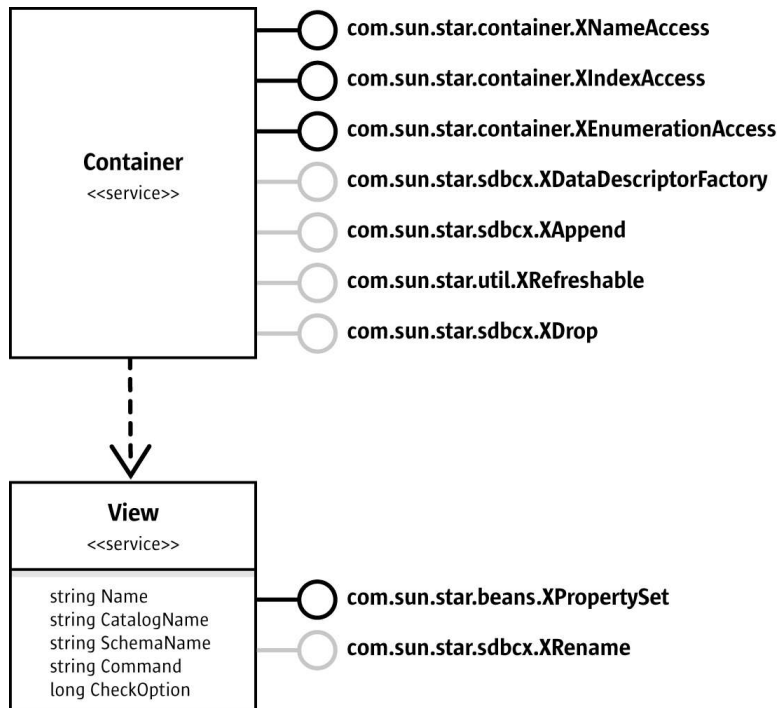 Container
<<service>>
com.sun.star.container.XNameAccess
com.sun.star.container.XIndexAccess
com.sun.star.container.XEnumerationAccess
com.sun.star.sdbcx.XDataDescriptorFactory
com.sun.star.sdbcx.XAppend
com.sun.star.util.XRefreshable
com.sun.star.sdbcx.XDrop
View
<<service>>
string Name
string CatalogName
string SchemaName
string Command
long CheckOption
com.sun.star.beans.XPropertySet
com.sun.star.sdbcx.XRename